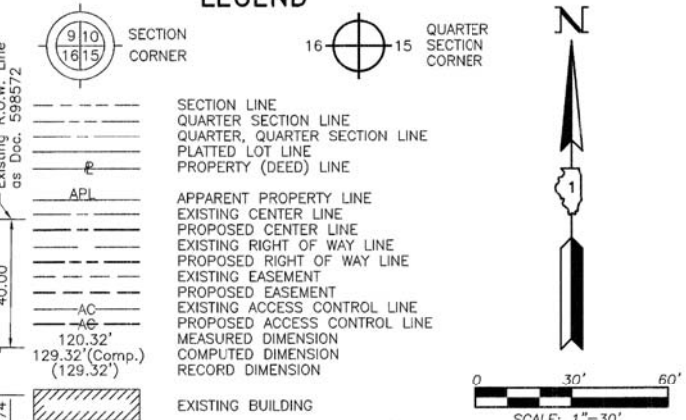 LEGEND
9 10
16 15
SECTION
CORNER
16
15
QUARTER
SECTION
CORNER
N
Existing R.O.W. Line
as Doc. 598572
SECTION LINE
QUARTER SECTION LINE
QUARTER, QUARTER SECTION LINE
PLATTED LOT LINE
PROPERTY (DEED) LINE
APL
APPARENT PROPERTY LINE
EXISTING CENTER LINE
PROPOSED CENTER LINE
EXISTING RIGHT OF WAY LINE
PROPOSED RIGHT OF WAY LINE
EXISTING EASEMENT
PROPOSED EASEMENT
AC
EXISTING ACCESS CONTROL LINE
AC
PROPOSED ACCESS CONTROL LINE
120.32'
MEASURED DIMENSION
129.32'(Comp.)
COMPUTED DIMENSION
(129.32')
RECORD DIMENSION
EXISTING BUILDING
40.00
1
0 30' 60'
SCALE: 1"=30'